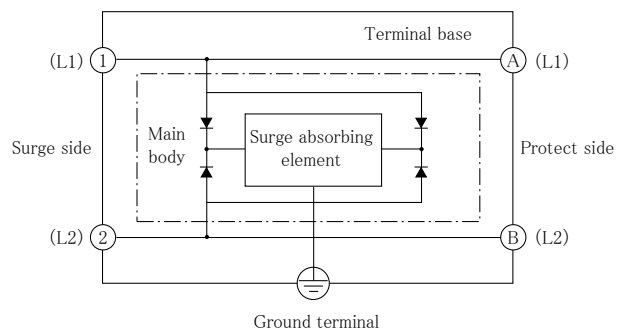 Terminal base
(L1) 1 A (L1)
Main
body
Surge absorbing
element
Surge side
Protect side
(L2) 2 B (L2)
Ground terminal